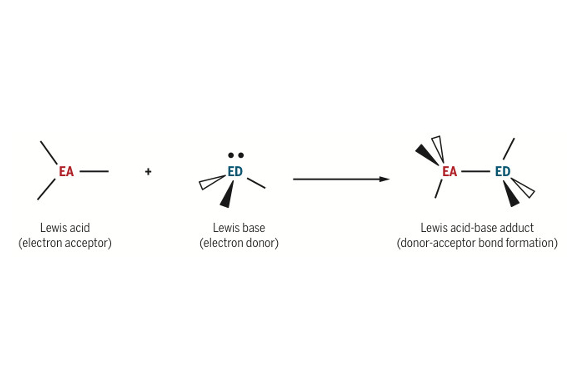 EA + ED EA ED
Lewis acid
(electron acceptor)
Lewis base
(electron donor)
Lewis acid-base adduct
(donor-acceptor bond formation)